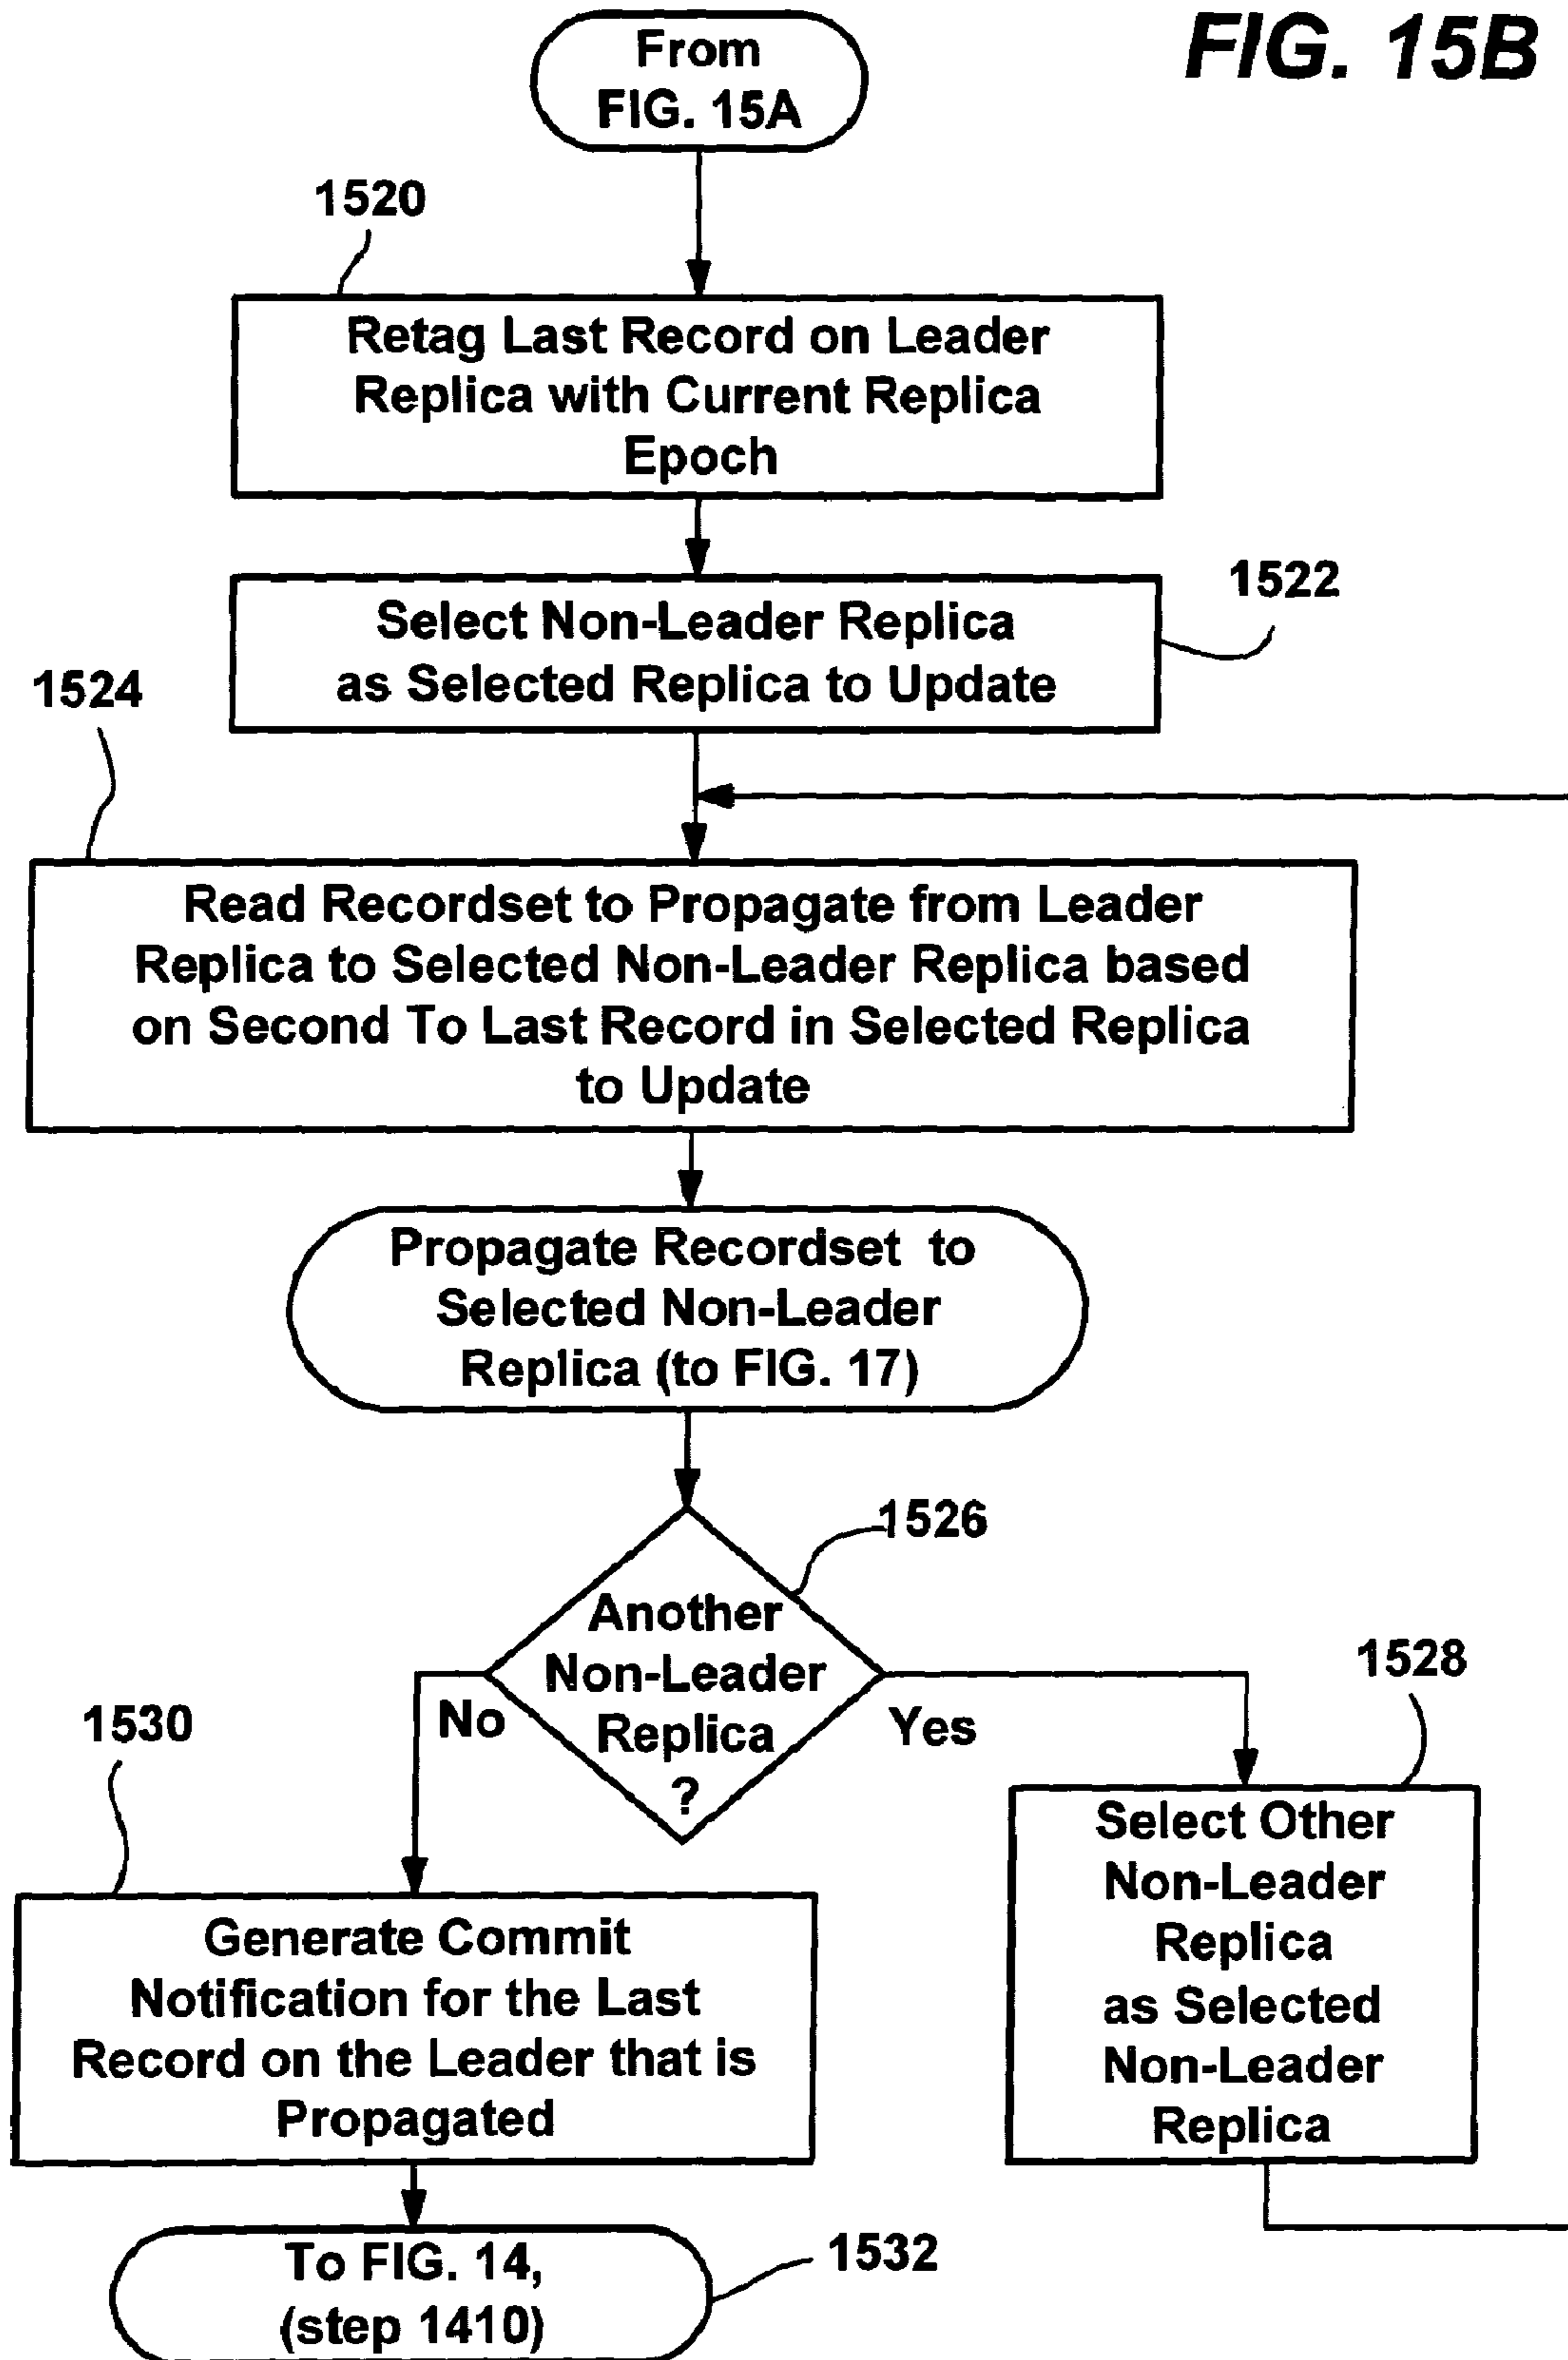 FIG. 15B
From
FIG. 15A
1520
Retag Last Record on Leader
Replica with Current Replica
Epoch
1522
Select Non-Leader Replica
as Selected Replica to Update
1524
Read Recordset to Propagate from Leader
Replica to Selected Non-Leader Replica based
on Second To Last Record in Selected Replica
to Update
Propagate Recordset to
Selected Non-Leader
Replica (to FIG. 17)
1526
Another
Non-Leader
Replica
?
No
Yes
1528
Select Other
Non-Leader
Replica
as Selected
Non-Leader
Replica
1530
Generate Commit
Notification for the Last
Record on the Leader that is
Propagated
To FIG. 14,
(step 1410)
1532